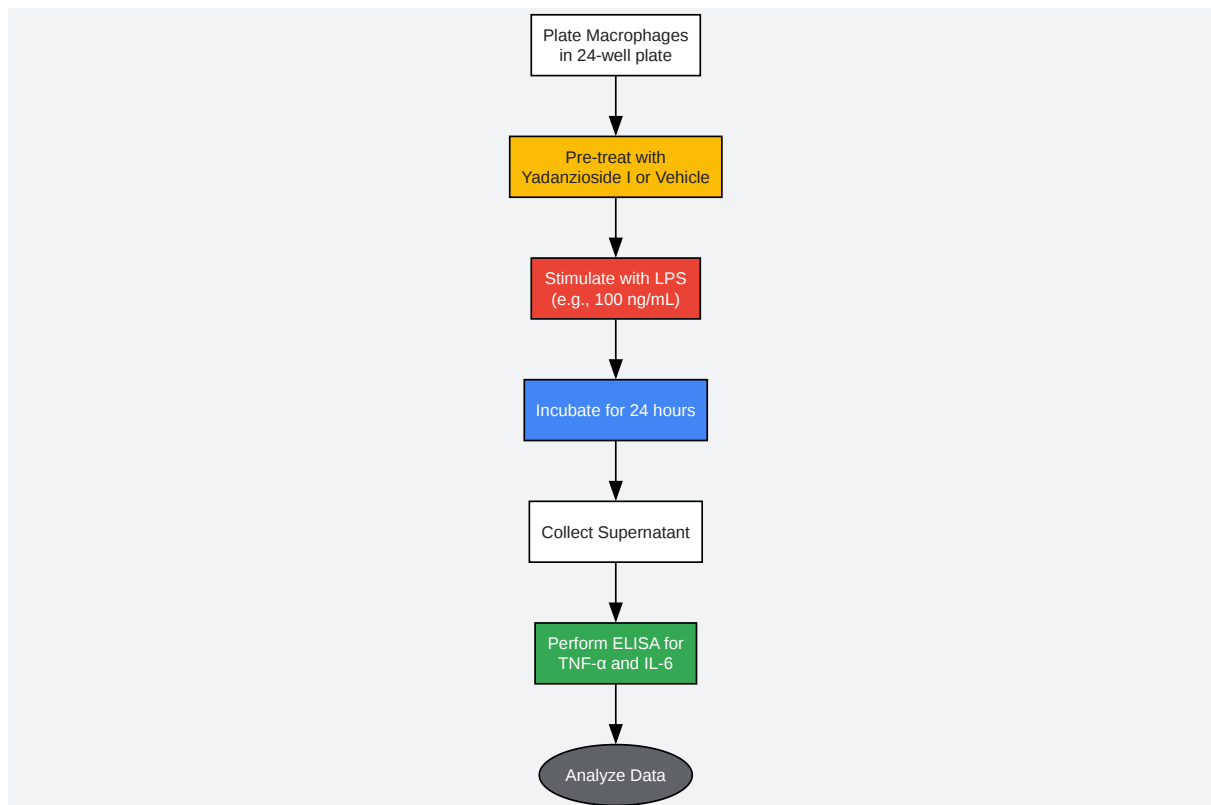 Plate Macrophages
in 24-well plate
Pre-treat with
Yadanzioside I or Vehicle
Stimulate with LPS
(e.g., 100 ng/mL)
Incubate for 24 hours
Collect Supernatant
Perform ELISA for
TNF-α and IL-6
Analyze Data